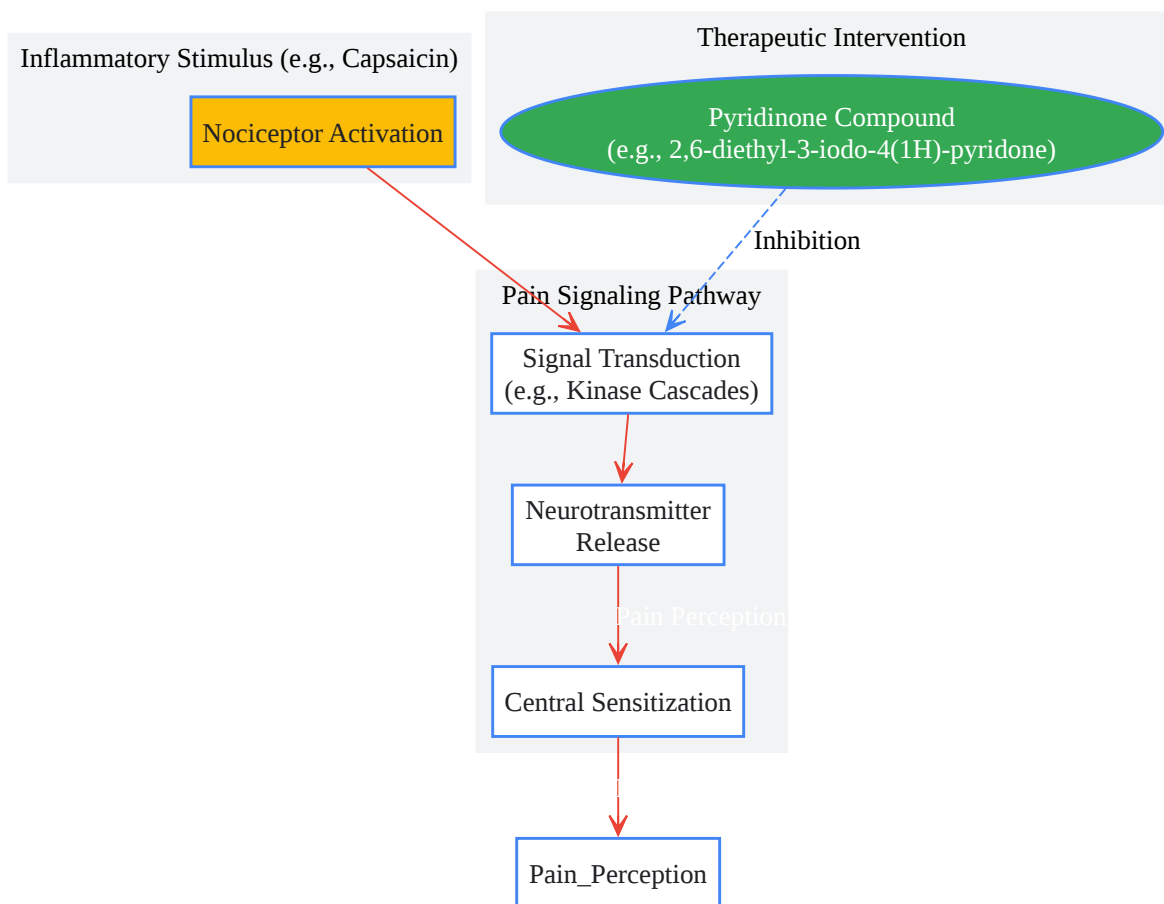 Inflammatory Stimulus (e.g., Capsaicin)
Nociceptor Activation
Therapeutic Intervention
Pyridinone Compound
(e.g., 2,6-diethyl-3-iodo-4(1H)-pyridone)
Inhibition
Pain Signaling Pathway
Signal Transduction
(e.g., Kinase Cascades)
Neurotransmitter
Release
Pain Perception
Central Sensitization
Pain_Perception